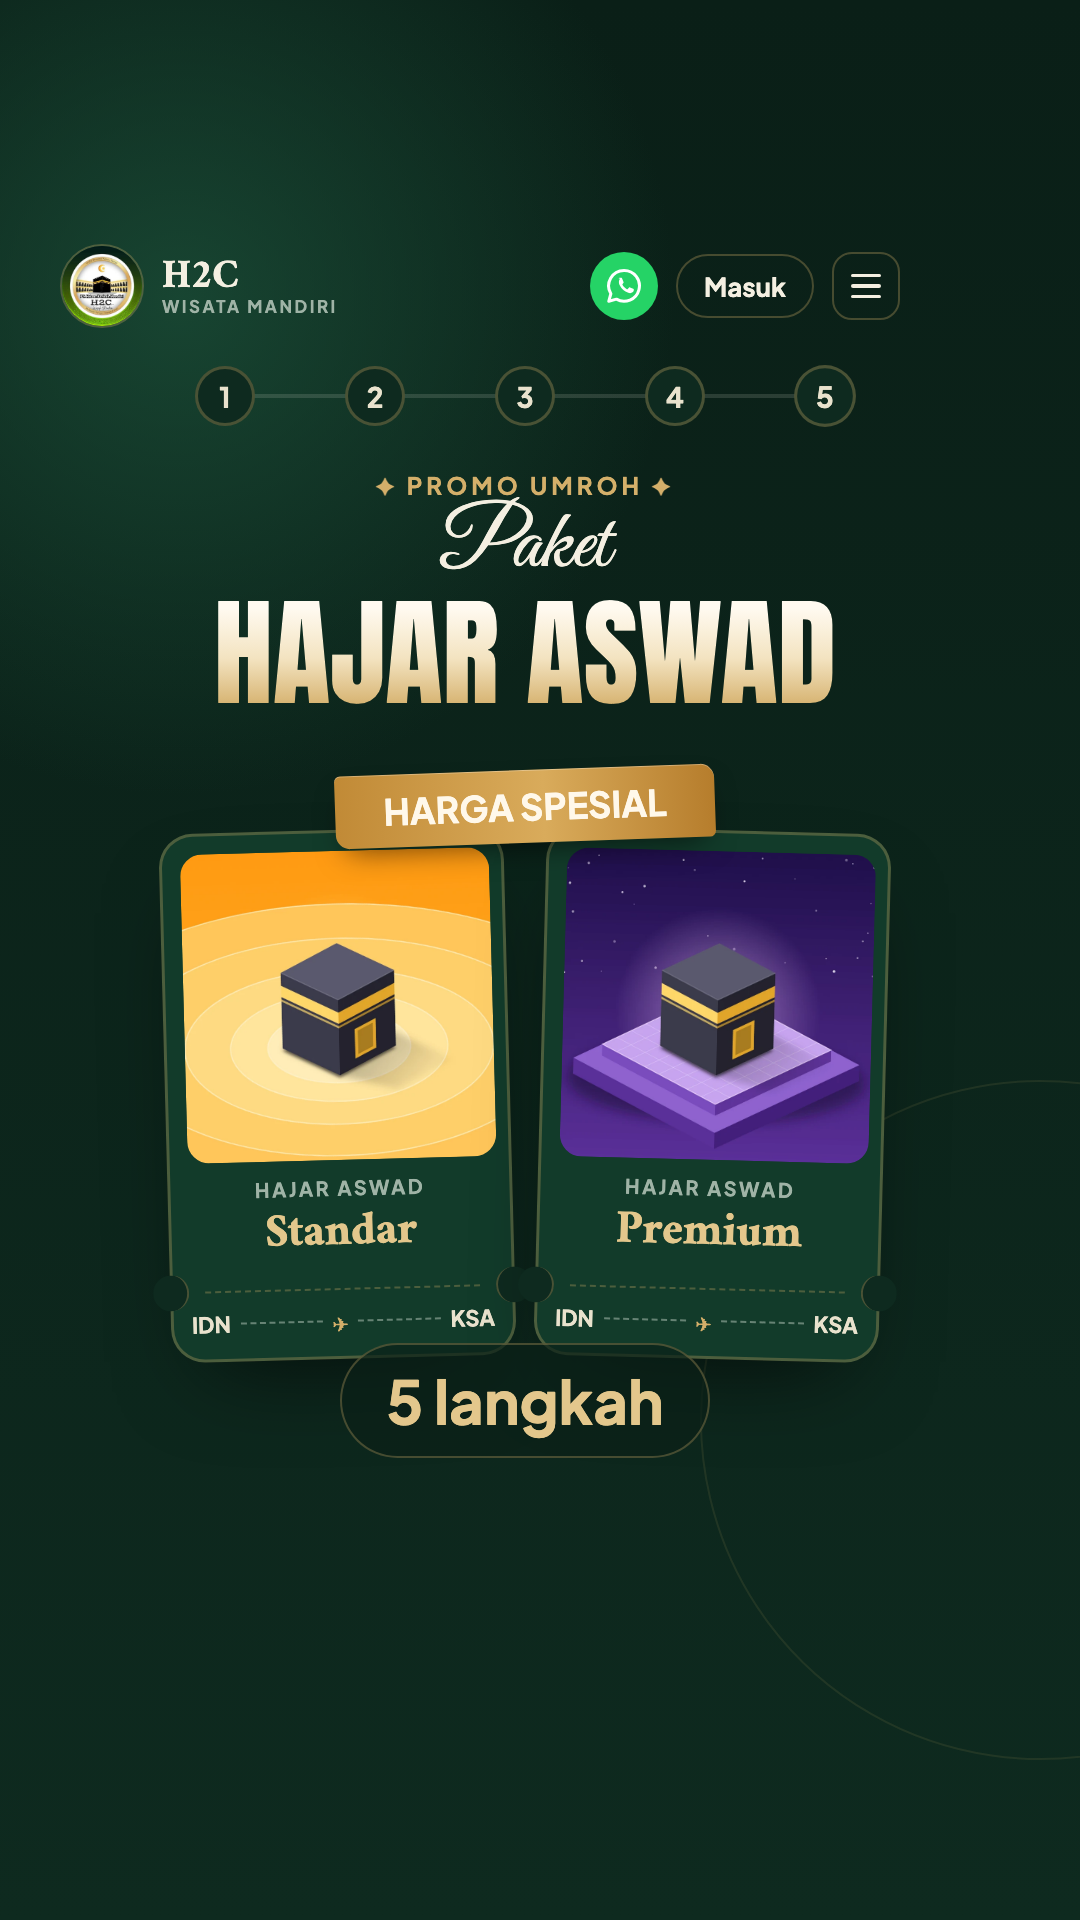 H2C
WISATA MANDIRI
Masuk
1 2 3 4 5
✦ PROMO UMROH ✦
Paket
HAJAR ASWAD
HARGA SPESIAL
HAJAR ASWAD
Standar
IDN ✈ KSA
HAJAR ASWAD
Premium
IDN ✈ KSA
5 langkah